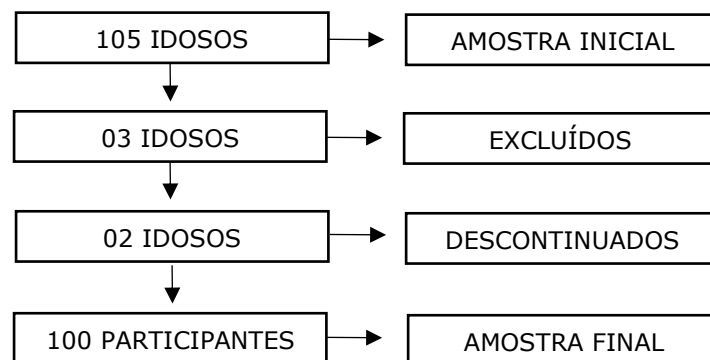 105 IDOSOS
AMOSTRA INICIAL
03 IDOSOS
EXCLUÍDOS
02 IDOSOS
DESCONTINUADOS
100 PARTICIPANTES
AMOSTRA FINAL